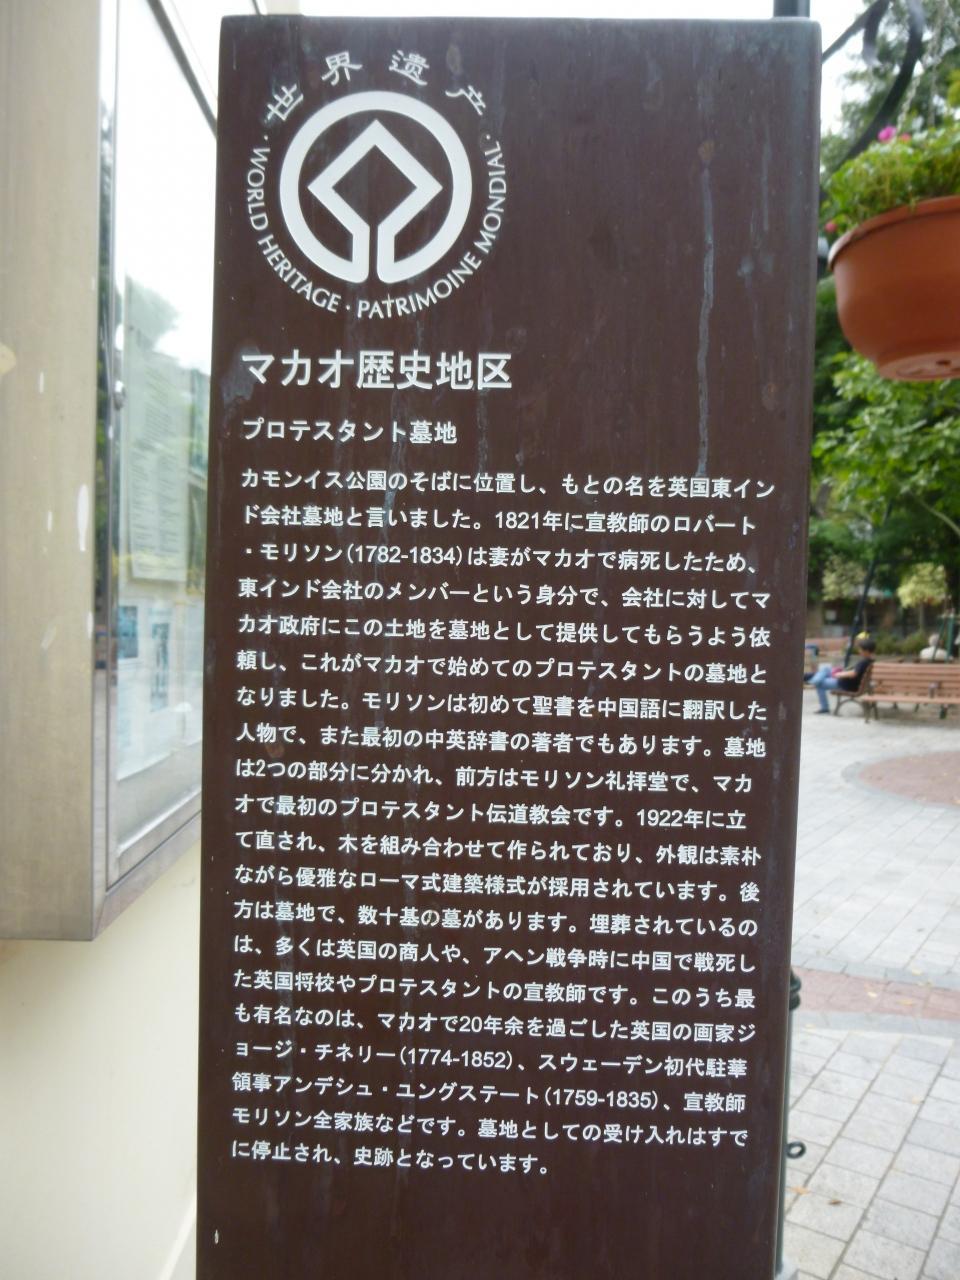 世界遗产
· WORLD HERITAGE · PATRIMOINE MONDIAL ·
マカオ歴史地区
プロテスタント墓地
カモンイス公園のそばに位置し、もとの名を英国東イン
ド会社墓地と言いました。1821年に宣教師のロバート
・モリソン(1782-1834)は妻がマカオで病死したため、
東インド会社のメンバーという身分で、会社に対してマ
カオ政府にこの土地を墓地として提供してもらうよう依
頼し、これがマカオで始めてのプロテスタントの墓地と
なりました。モリソンは初めて聖書を中国語に翻訳した
人物で、また最初の中英辞書の著者でもあります。墓地
は2つの部分に分かれ、前方はモリソン礼拝堂で、マカ
オで最初のプロテスタント伝道教会です。1922年に立
て直され、木を組み合わせて作られており、外観は素朴
ながら優雅なローマ式建築様式が採用されています。後
方は墓地で、数十基の墓があります。埋葬されているの
は、多くは英国の商人や、アヘン戦争時に中国で戦死し
た英国将校やプロテスタントの宣教師です。このうち最
も有名なのは、マカオで20年余を過ごした英国の画家ジ
ョージ・チネリー(1774-1852)、スウェーデン初代駐華
領事アンデシュ・ユングステート(1759-1835)、宣教師
モリソン全家族などです。墓地としての受け入れはすで
に停止され、史跡となっています。